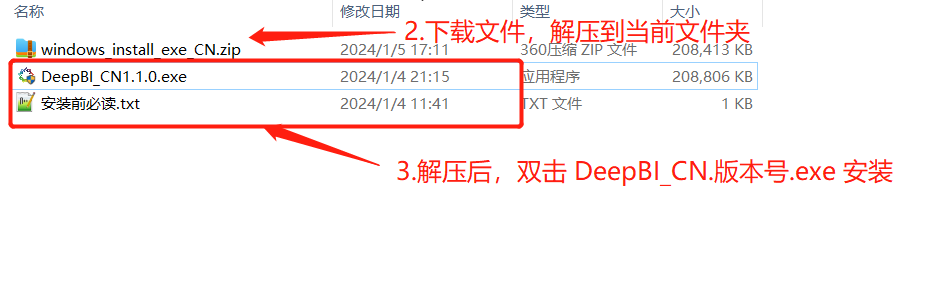 名称 修改日期 类型 大小
2.下载文件，解压到当前文件夹
windows_install_exe_CN.zip 2024/1/5 17:11 360压缩 ZIP 文件 208,413 KB
DeepBI_CN1.1.0.exe 2024/1/4 21:15 应用程序 208,806 KB
安装前必读.txt 2024/1/4 11:41 TXT 文件 1 KB
3.解压后，双击 DeepBI_CN.版本号.exe 安装